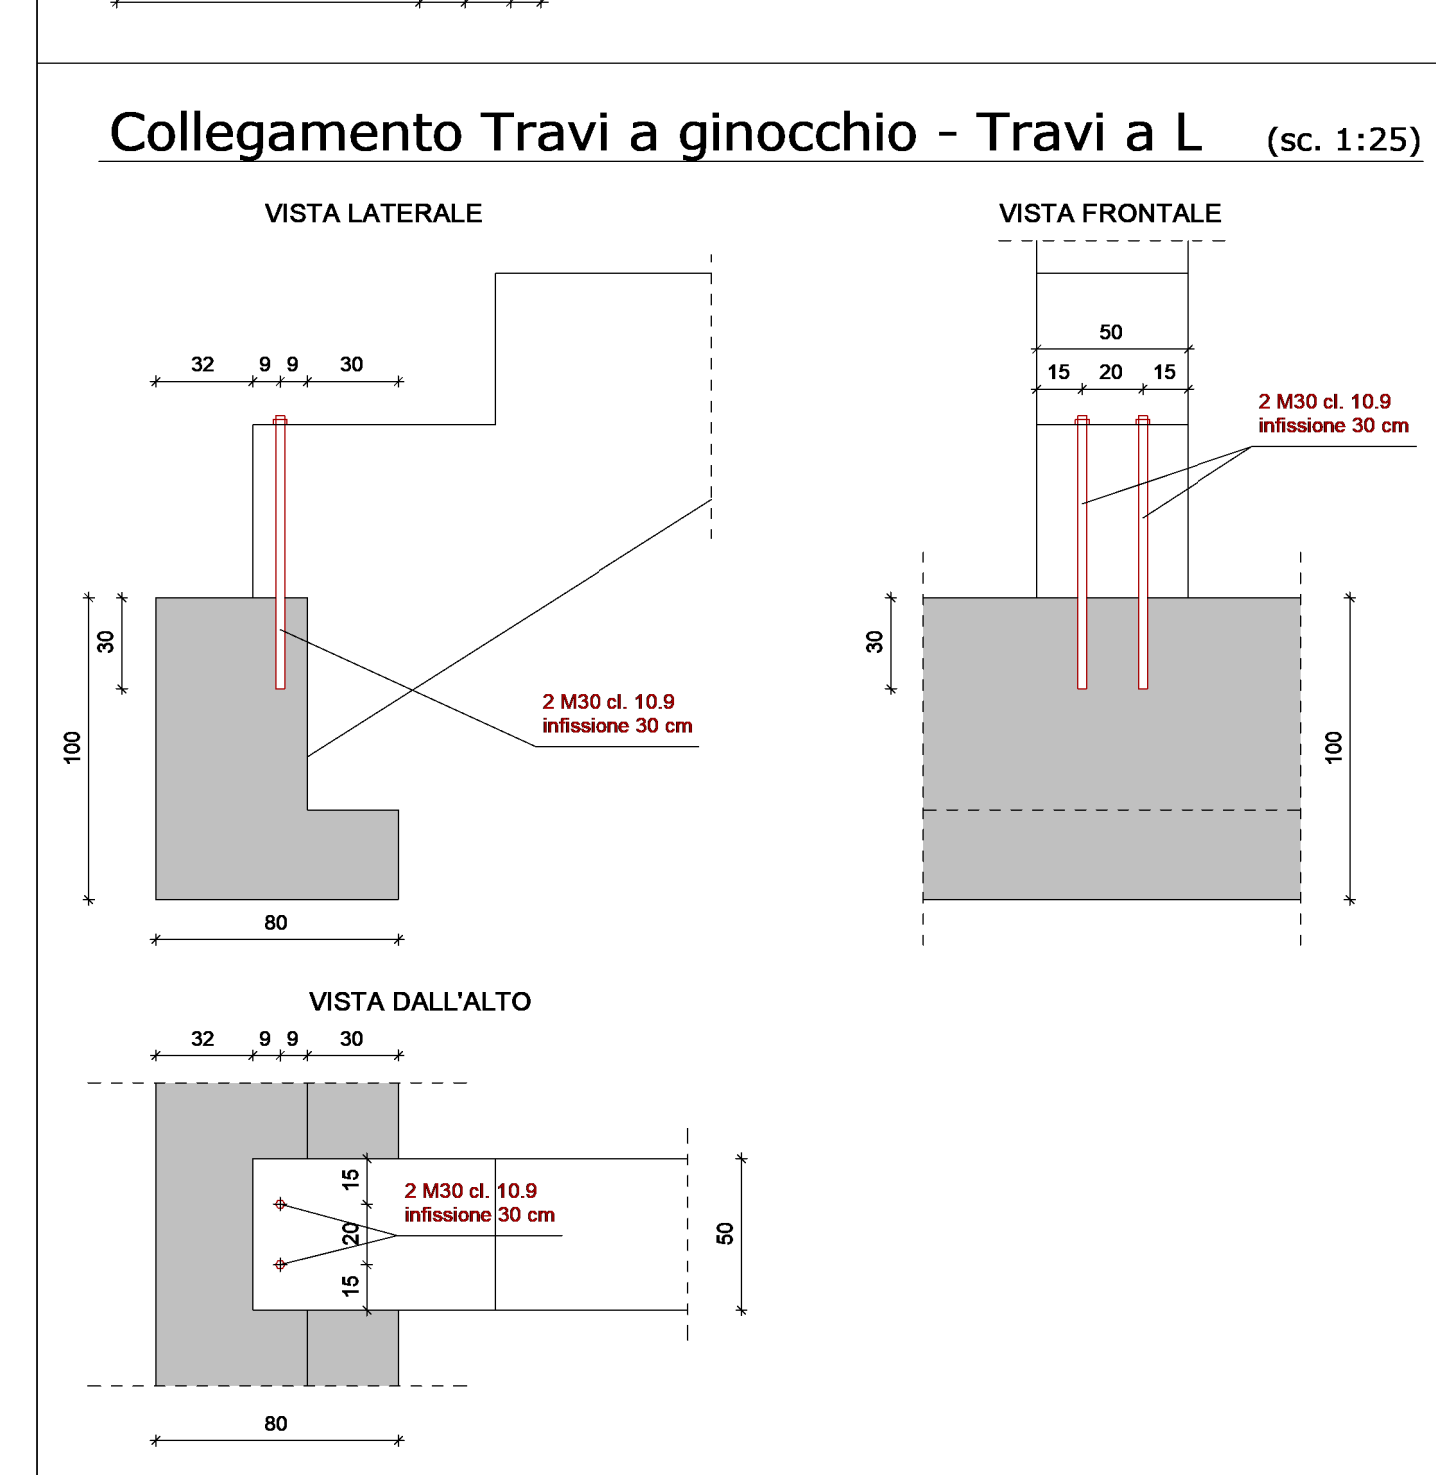 Collegamento Travi a ginocchio - Travi a L (sc. 1:25)
VISTA LATERALE
32 9 9 30
30
100
2 M30 cl. 10.9
infissione 30 cm
80
VISTA FRONTALE
50
15 20 15
2 M30 cl. 10.9
infissione 30 cm
30
100
VISTA DALL'ALTO
32 9 9 30
15
20
15
2 M30 cl. 10.9
infissione 30 cm
50
80